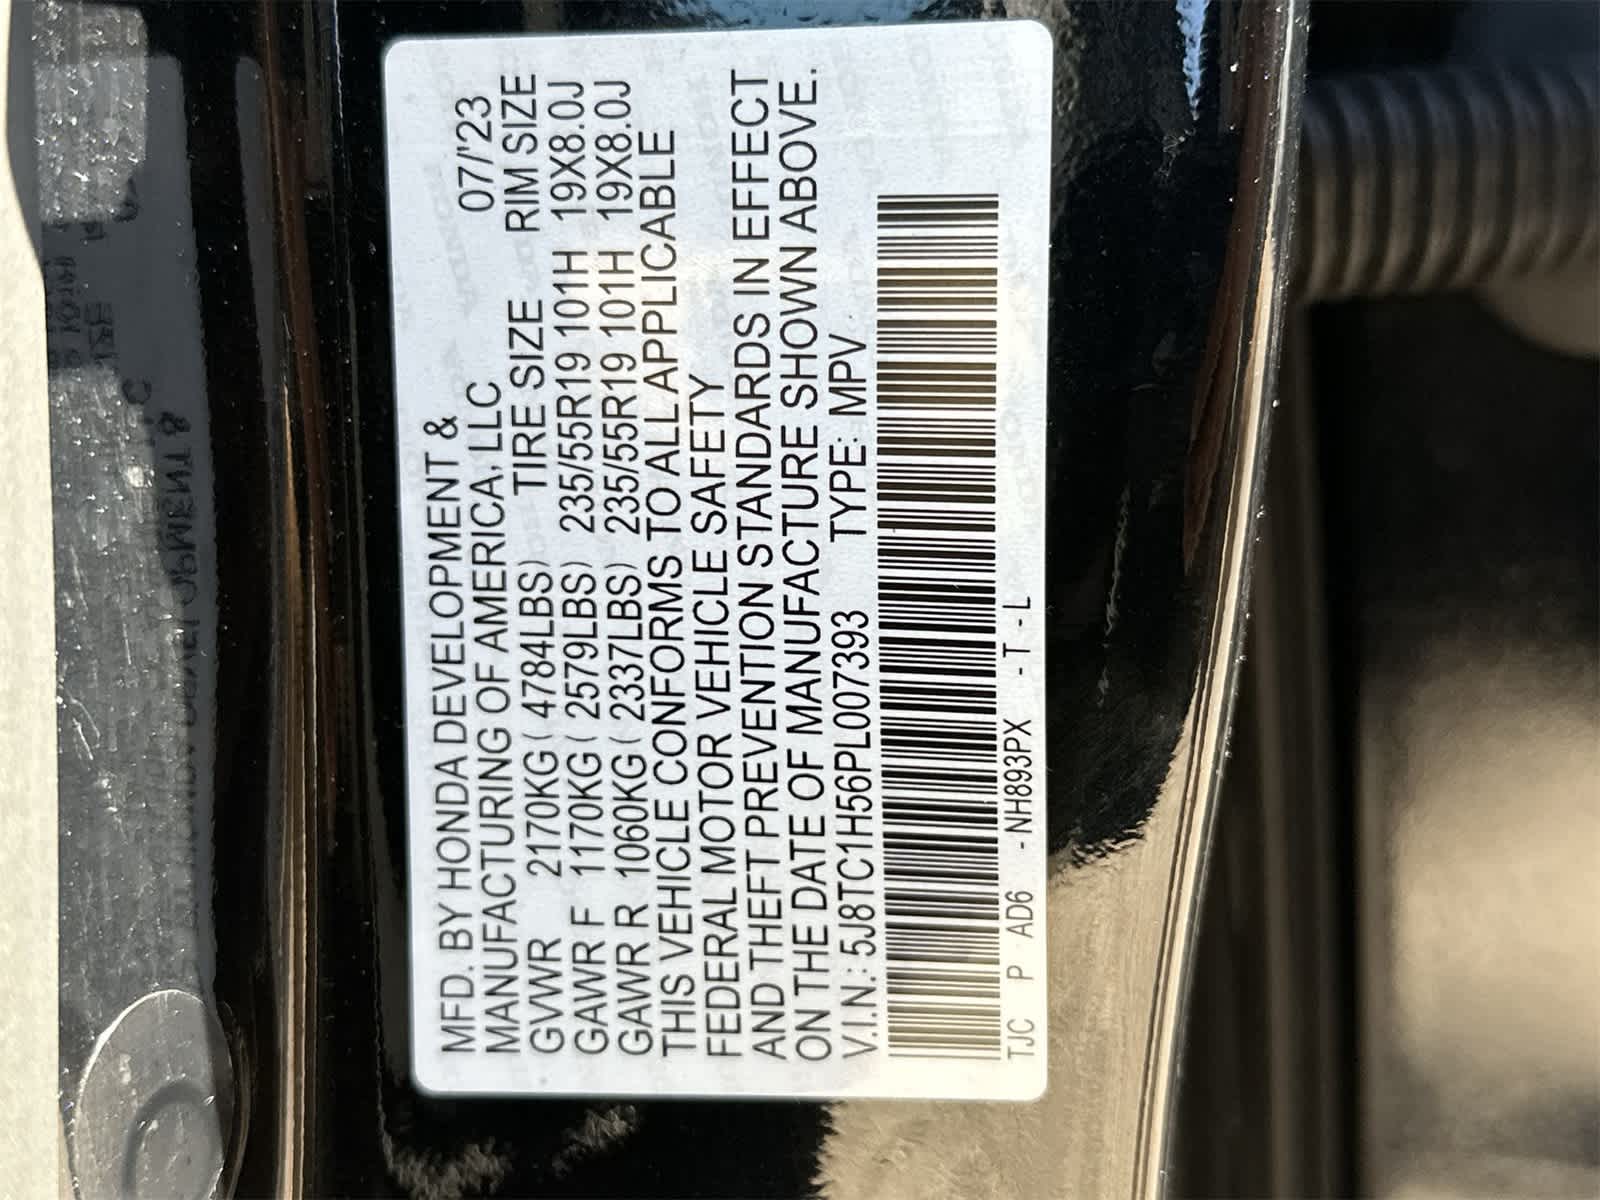 MFD. BY HONDA DEVELOPMENT &
MANUFACTURING OF AMERICA, LLC 07/'23
GVWR 2170KG ( 4784LBS) TIRE SIZE RIM SIZE
GAWR F 1170KG ( 2579LBS) 235/55R19 101H 19X8.0J
GAWR R 1060KG ( 2337LBS) 235/55R19 101H 19X8.0J
THIS VEHICLE CONFORMS TO ALL APPLICABLE
FEDERAL MOTOR VEHICLE SAFETY
AND THEFT PREVENTION STANDARDS IN EFFECT
ON THE DATE OF MANUFACTURE SHOWN ABOVE.
V.I.N.: 5J8TC1H56PL007393 TYPE: MPV
TJC P AD6 -NH893PX -T-L